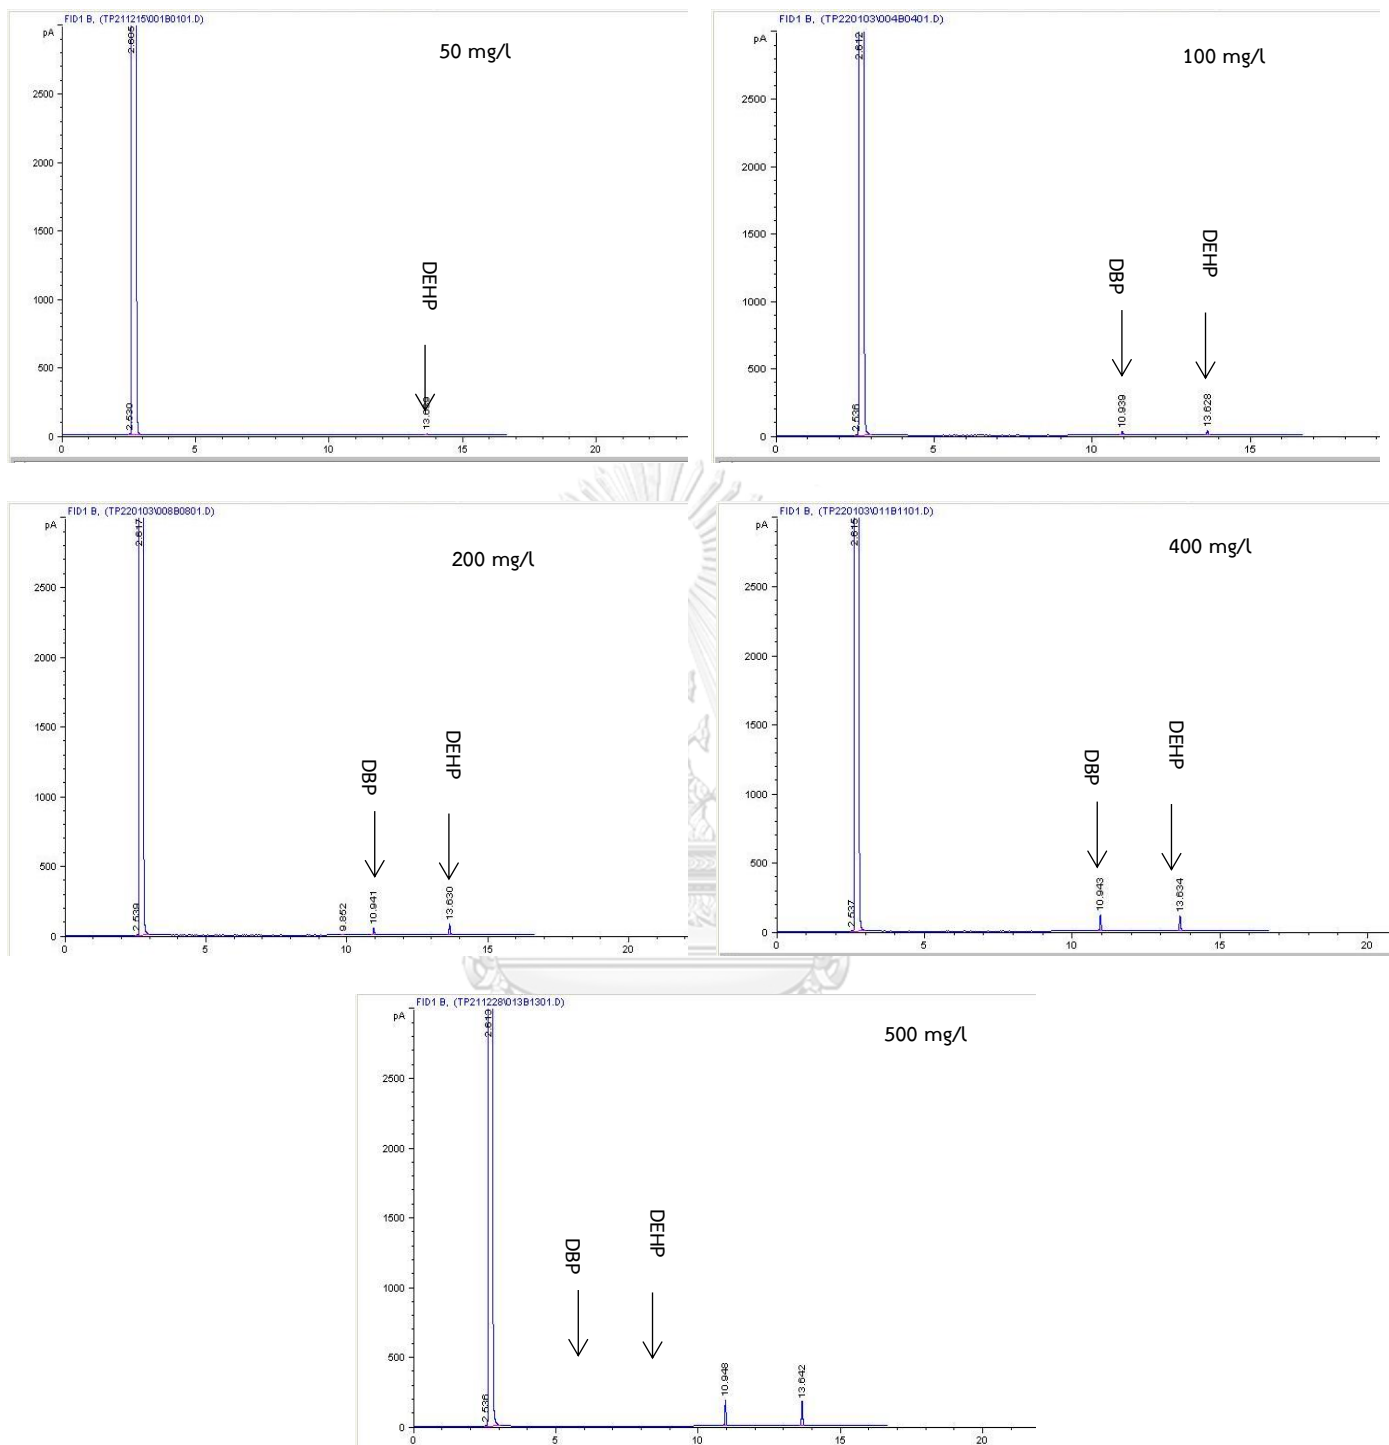 FID1 B, (TP211215\001B0101.D)
pA
50 mg/l
2.605
2500
2000
1500
1000
500
0
DEHP
2.530
0 5 10 15 20
FID1 B, (TP220103\004B0401.D)
pA
100 mg/l
2.612
2500
2000
1500
1000
500
0
DBP
DEHP
2.536
10.939
13.628
0 5 10 15
FID1 B, (TP220103\008B0801.D)
pA
200 mg/l
2.617
2500
2000
1500
1000
500
0
DBP
DEHP
2.539
9.852
10.941
13.630
0 5 10 15 20
FID1 B, (TP220103\011B1101.D)
pA
400 mg/l
2.615
2500
2000
1500
1000
500
0
DBP
DEHP
2.537
10.943
13.634
0 5 10 15 20
FID1 B, (TP211228\013B1301.D)
pA
500 mg/l
2.613
2500
2000
1500
1000
500
0
DBP
DEHP
2.536
10.948
13.642
0 5 10 15 20